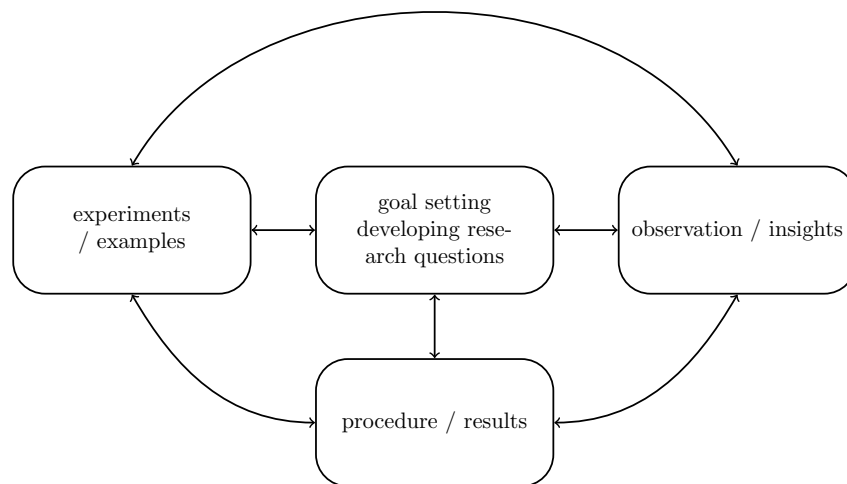 experiments
/ examples
goal setting
developing rese-
arch questions
observation / insights
procedure / results